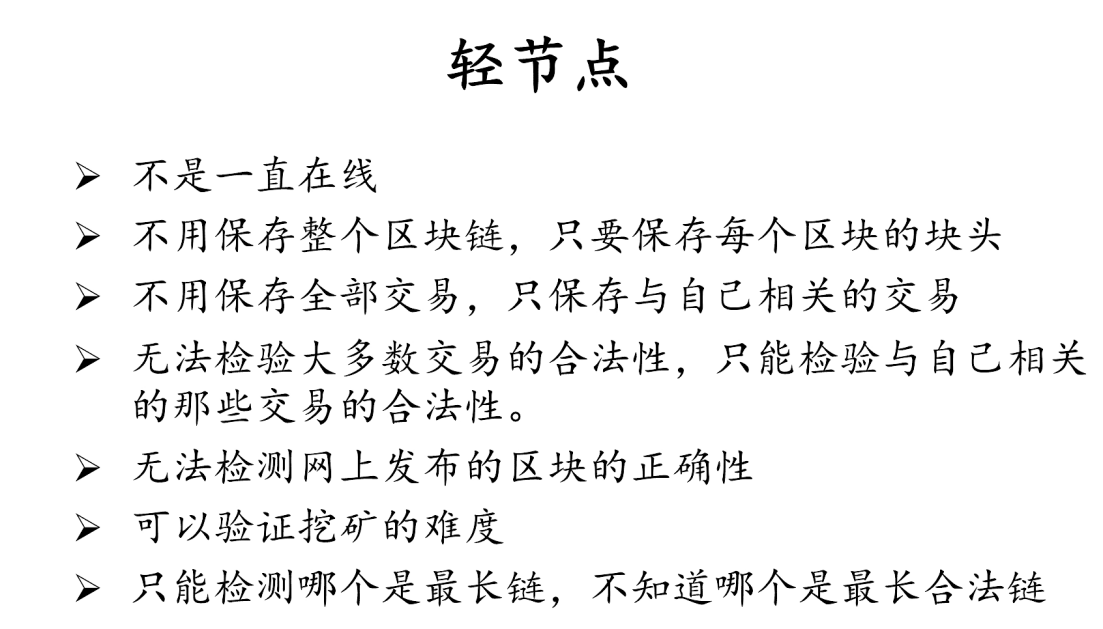 轻节点
➢ 不是一直在线
➢ 不用保存整个区块链，只要保存每个区块的块头
➢ 不用保存全部交易，只保存与自己相关的交易
➢ 无法检验大多数交易的合法性，只能检验与自己相关
的那些交易的合法性。
➢ 无法检测网上发布的区块的正确性
➢ 可以验证挖矿的难度
➢ 只能检测哪个是最长链，不知道哪个是最长合法链